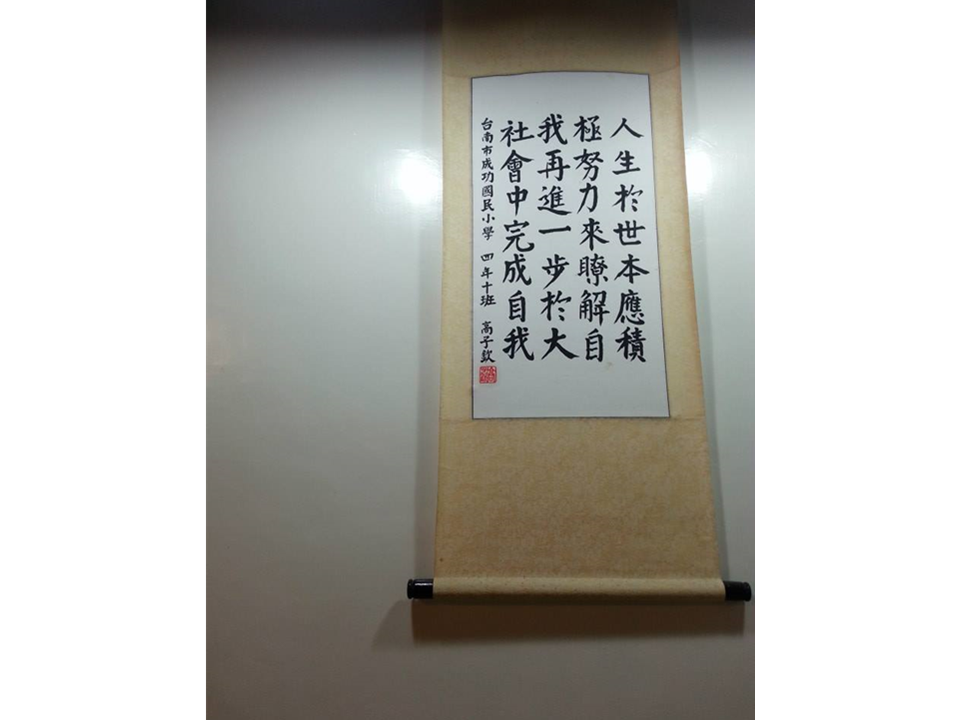 人生於世本應積
極努力來瞭解自
我再進一步於大
社會中完成自我
台南市成功國民小學 四年十班 高子欽